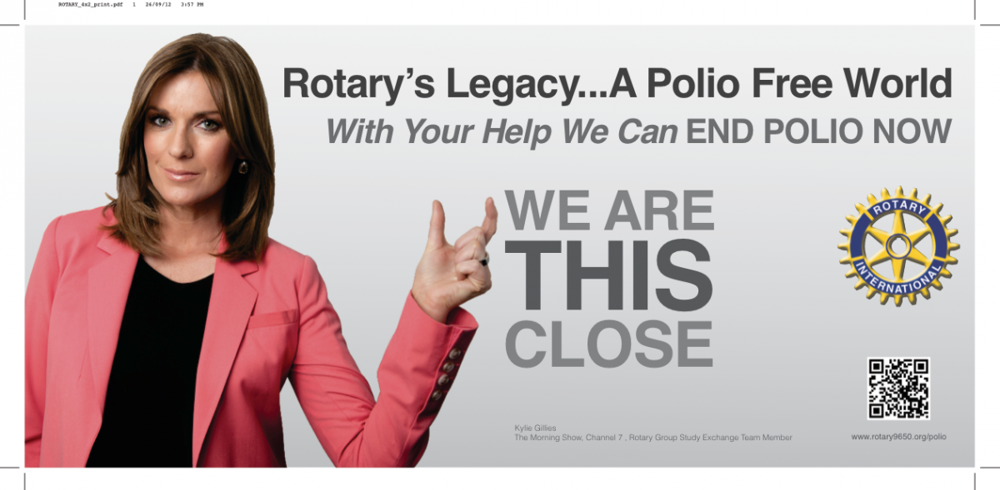 ROTARY_4x2_print.pdf 1 26/09/12 3:57 PM
Rotary's Legacy...A Polio Free World
With Your Help We Can END POLIO NOW
WE ARE
THIS
CLOSE
ROTARY
INTERNATIONAL
Kylie Gillies
The Morning Show, Channel 7 , Rotary Group Study Exchange Team Member
www.rotary9650.org/polio